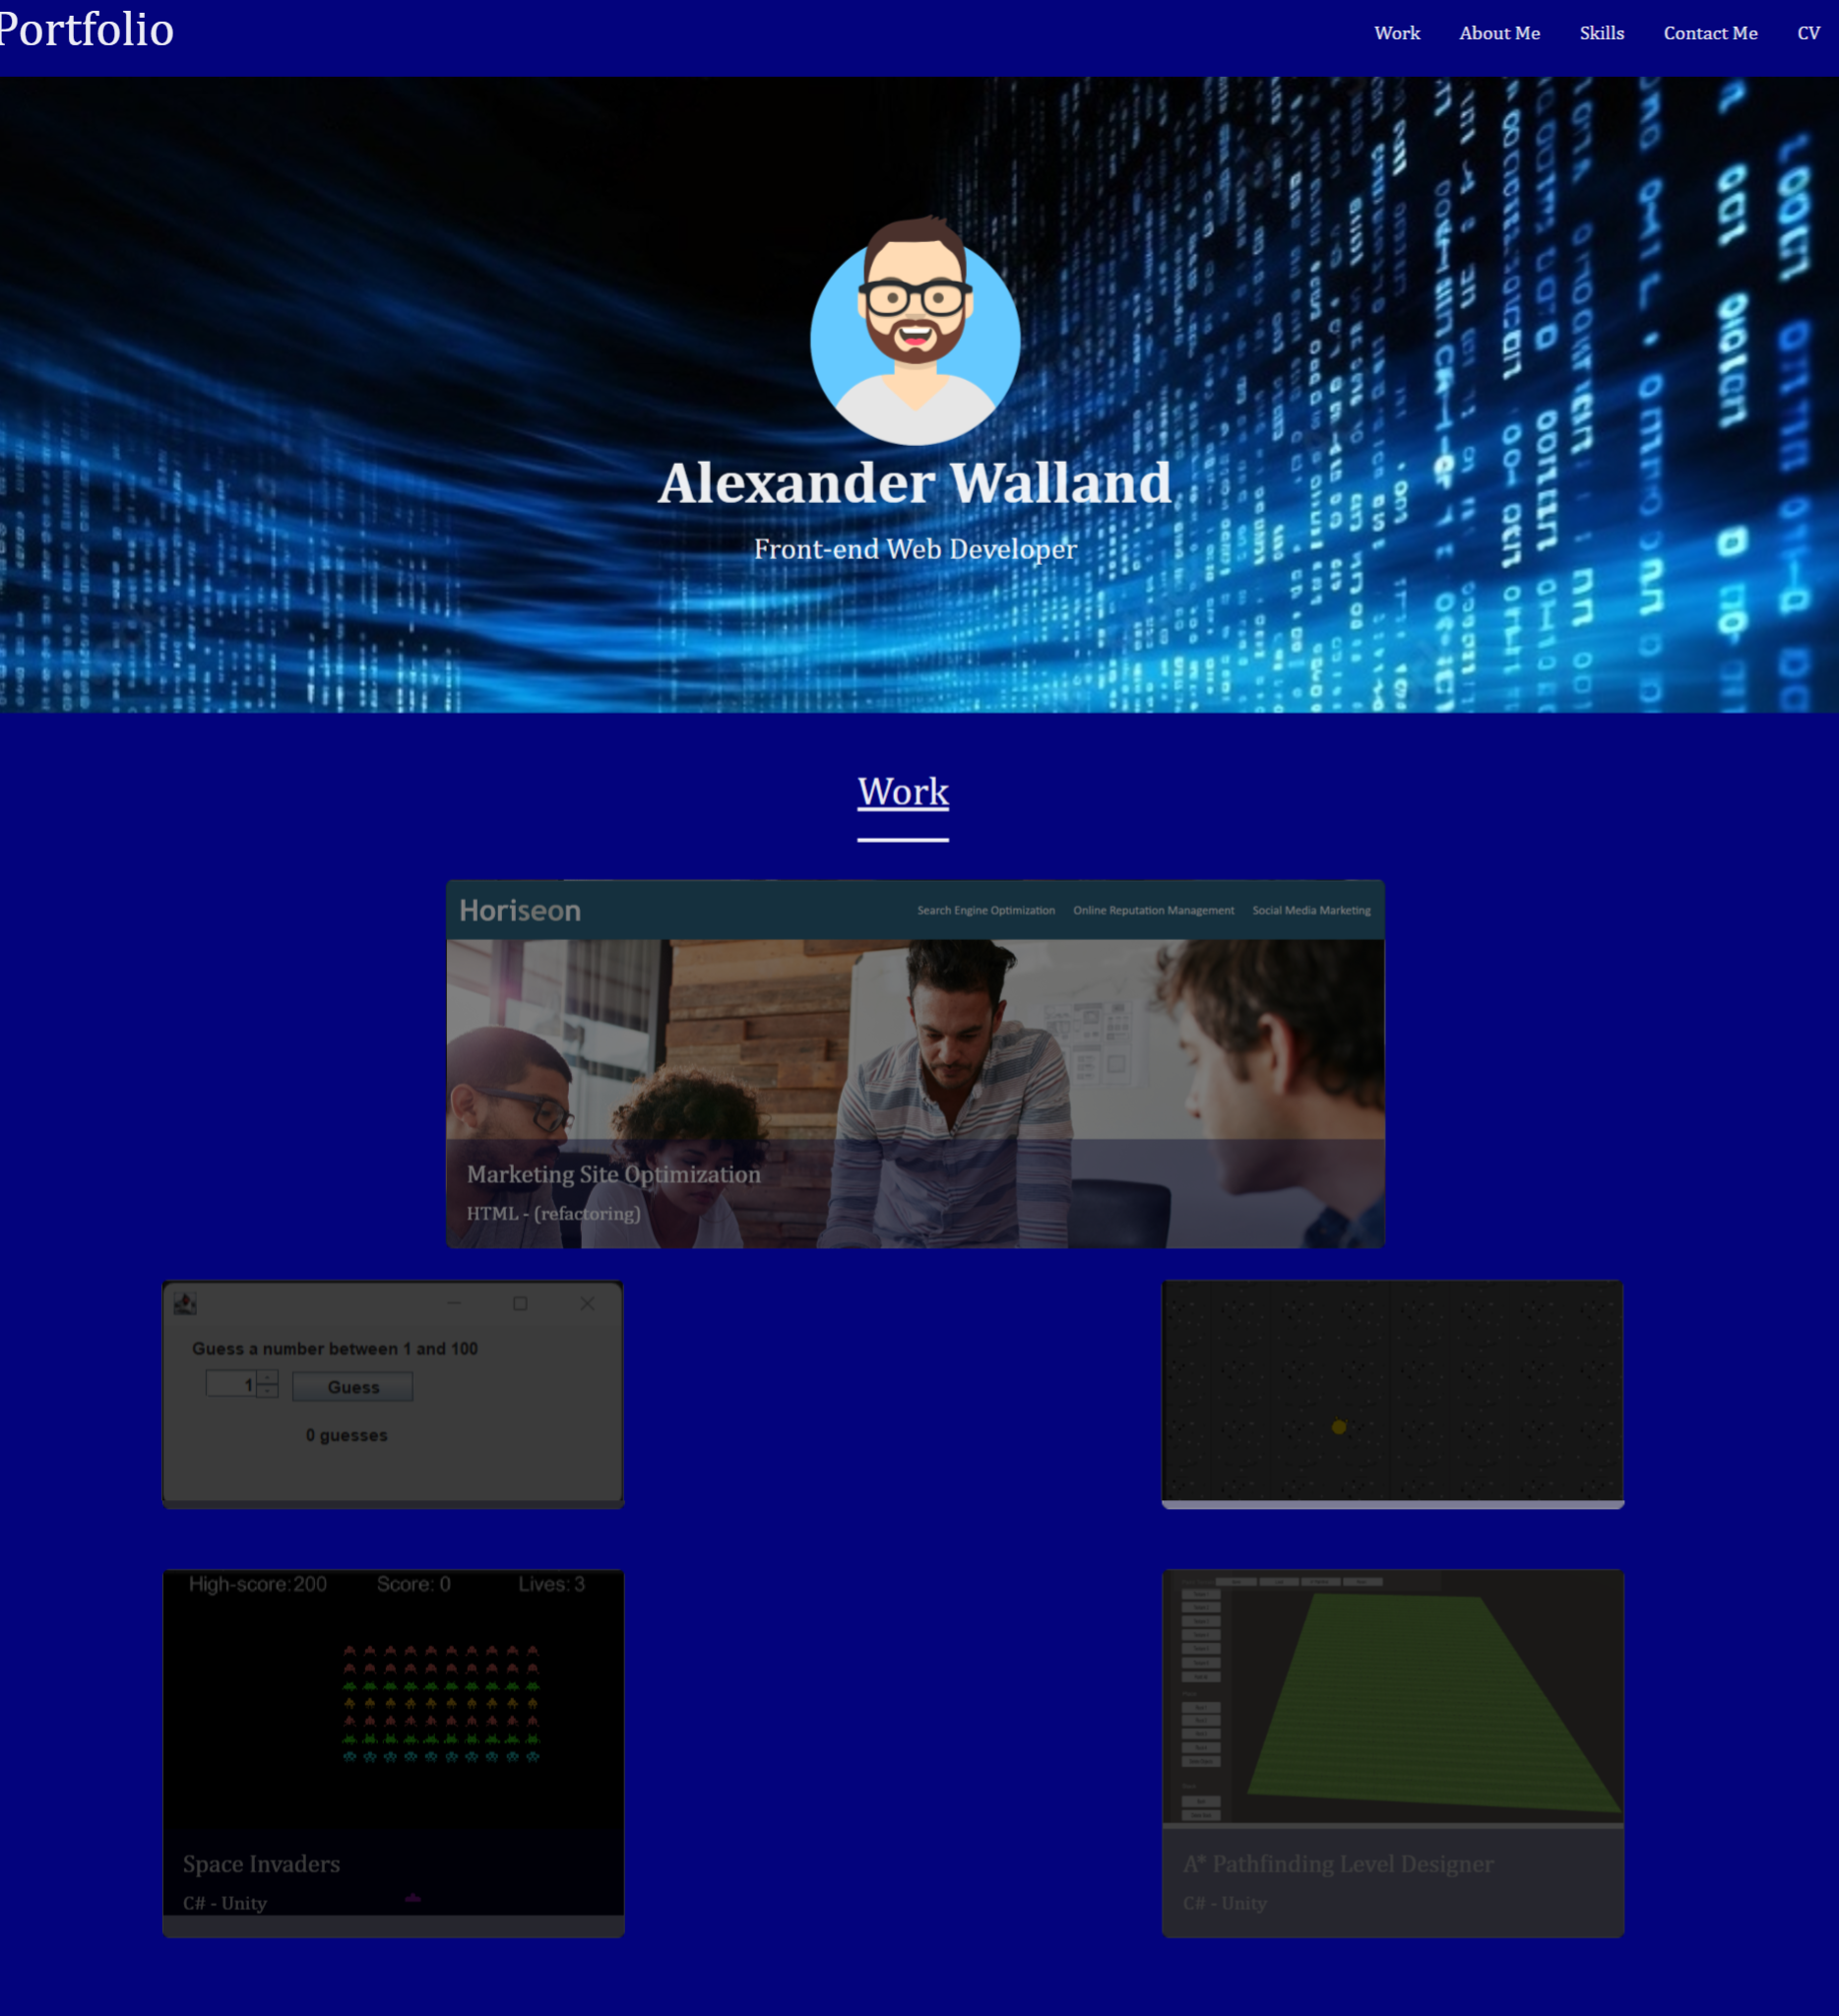 Portfolio
Work About Me Skills Contact Me CV
Alexander Walland
Front-end Web Developer
Work
Horiseon
Search Engine Optimization Online Reputation Management Social Media Marketing
Marketing Site Optimization
HTML - (refactoring)
Guess a number between 1 and 100
1 Guess
0 guesses
High-score:200 Score: 0 Lives: 3
Space Invaders
C# - Unity
A* Pathfinding Level Designer
C# - Unity